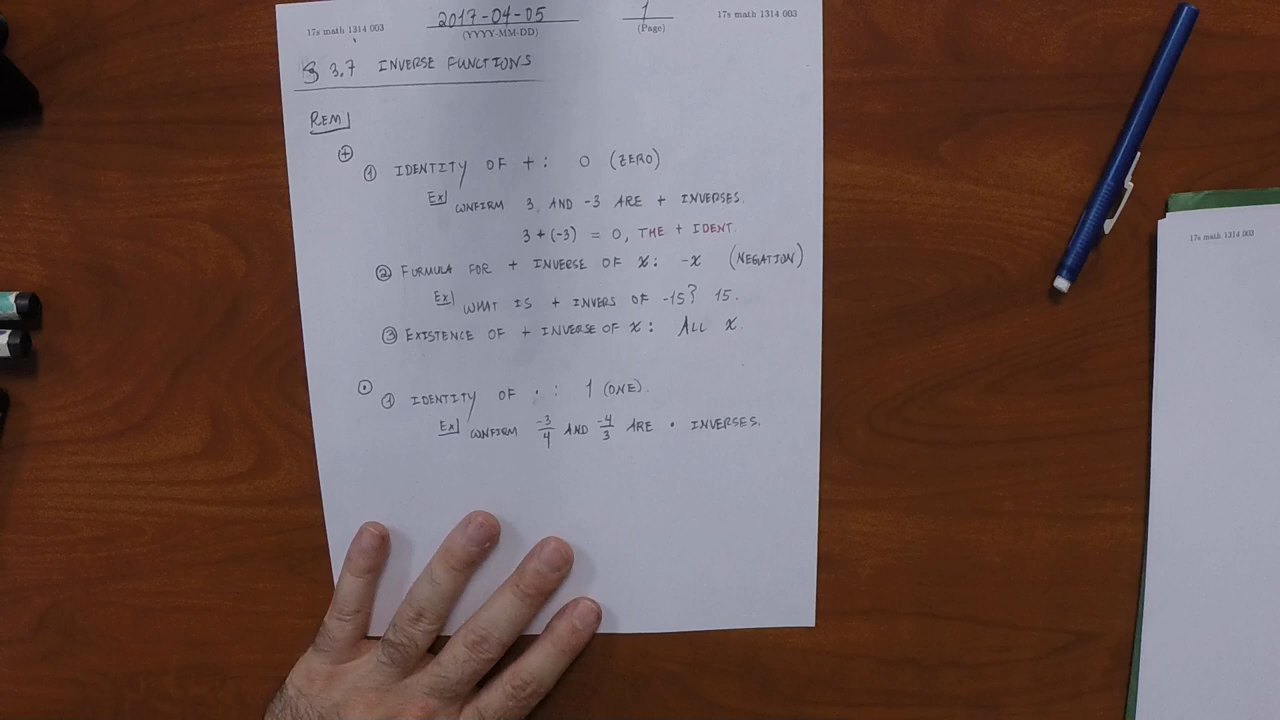 17s math 1314 003 2017-04-05 1 17s math 1314 003
(YYYY-MM-DD) (Page)
§ 3.7 INVERSE FUNCTIONS
REM
+
① IDENTITY OF + : 0 (ZERO)
Ex CONFIRM 3, AND -3 ARE + INVERSES.
3 + (-3) = 0, THE + IDENT.
② FORMULA FOR + INVERSE OF x: -x (NEGATION)
Ex WHAT IS + INVERS OF -15? 15.
③ EXISTENCE OF + INVERSE OF x: ALL x.
⊙
① IDENTITY OF · : 1 (ONE).
Ex CONFIRM -3/4 AND -4/3 ARE · INVERSES.
17s math 1314 003